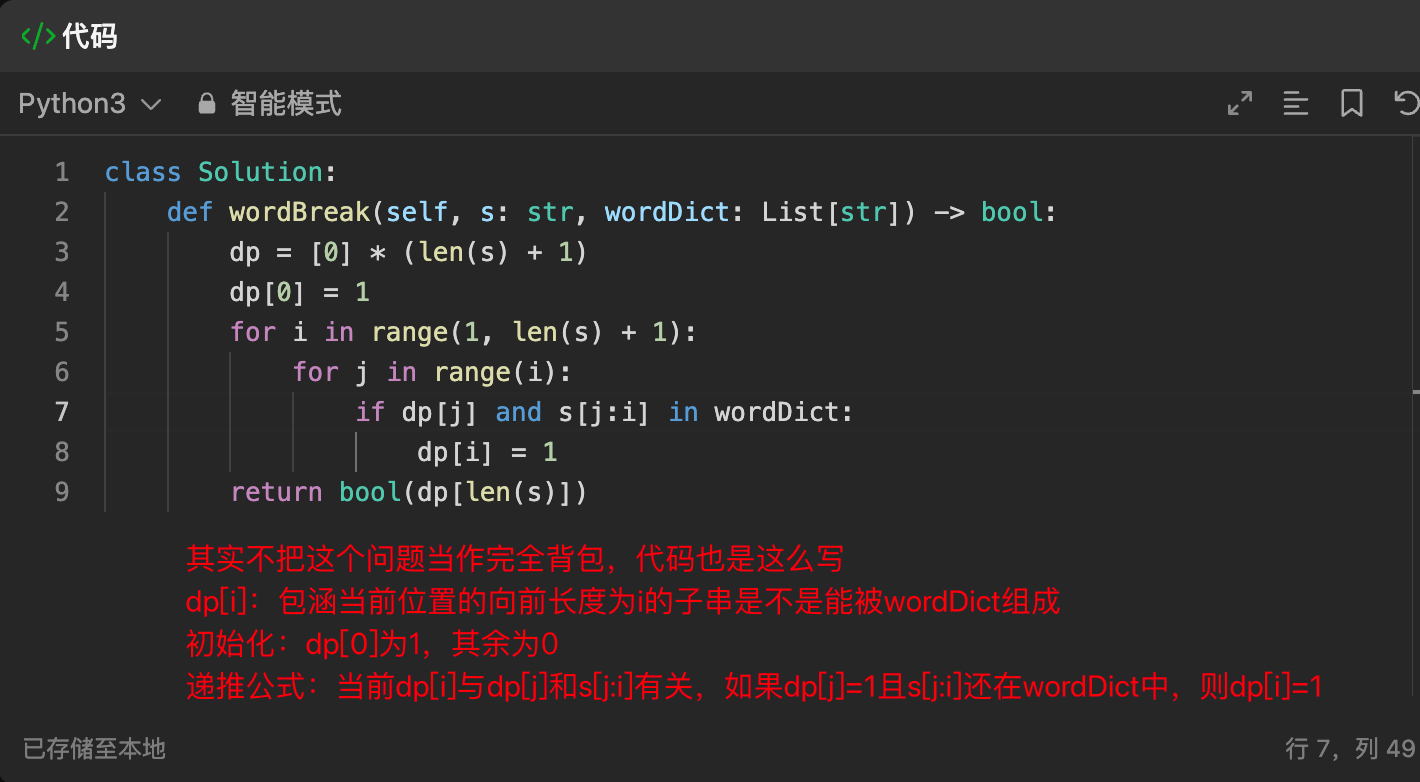 </> 代码
Python3 智能模式
1 class Solution:
2     def wordBreak(self, s: str, wordDict: List[str]) -> bool:
3         dp = [0] * (len(s) + 1)
4         dp[0] = 1
5         for i in range(1, len(s) + 1):
6             for j in range(i):
7                 if dp[j] and s[j:i] in wordDict:
8                     dp[i] = 1
9         return bool(dp[len(s)])
其实不把这个问题当作完全背包，代码也是这么写
dp[i]：包涵当前位置的向前长度为i的子串是不是能被wordDict组成
初始化：dp[0]为1，其余为0
递推公式：当前dp[i]与dp[j]和s[j:i]有关，如果dp[j]=1且s[j:i]还在wordDict中，则dp[i]=1
已存储至本地 行 7，列 49